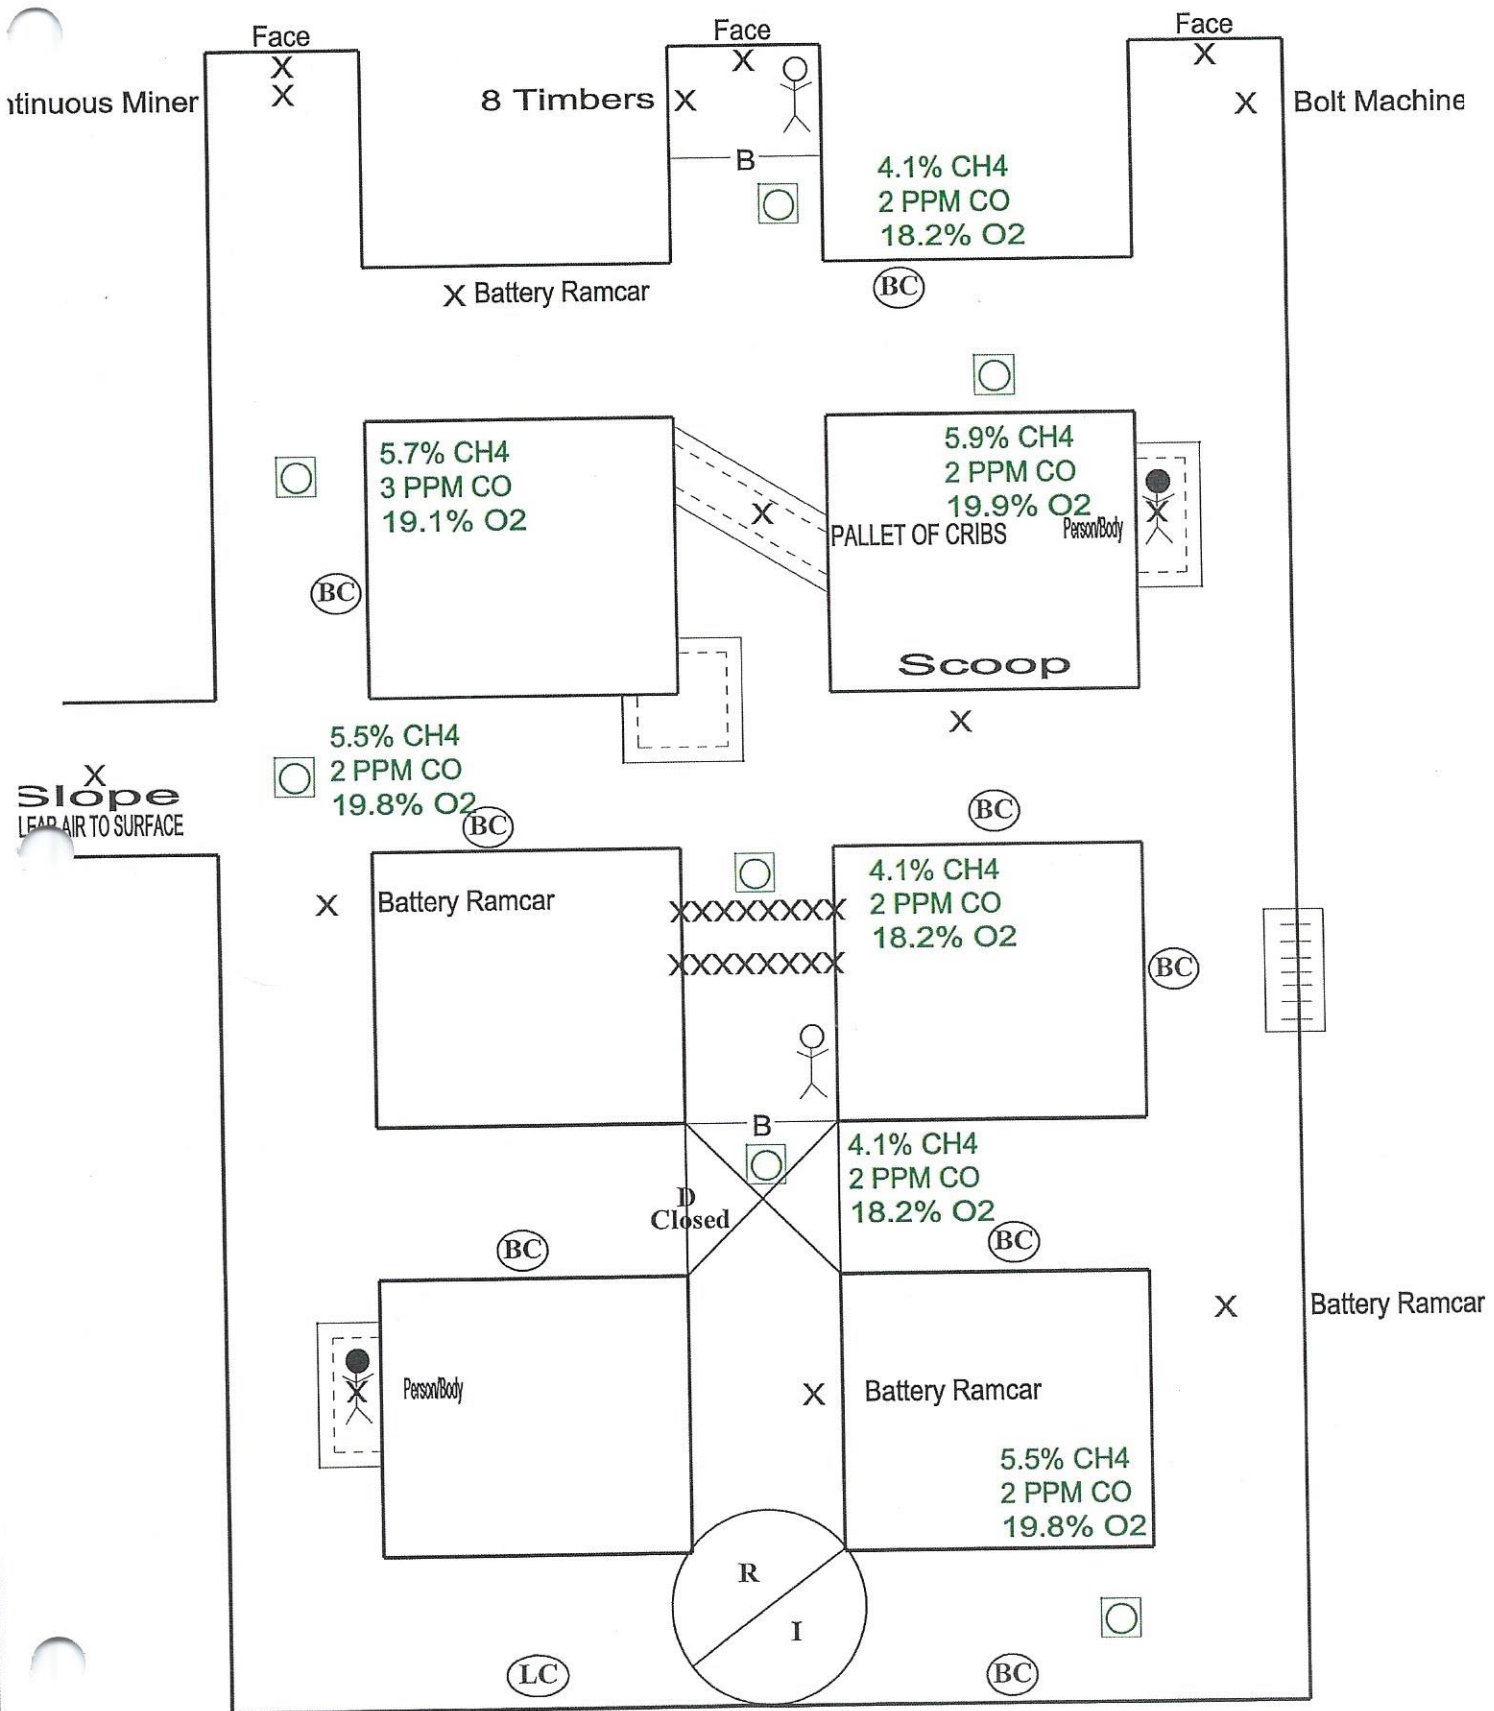 Face
Face
Face
X
X
X
ntinuous Miner
X
8 Timbers
X
X
Bolt Machine
B
4.1% CH4
2 PPM CO
18.2% O2
X Battery Ramcar
BC
5.7% CH4
3 PPM CO
19.1% O2
5.9% CH4
2 PPM CO
19.9% O2
X
PALLET OF CRIBS
Person/Body
X
BC
Scoop
X
5.5% CH4
2 PPM CO
19.8% O2
X
Slope
AIR TO SURFACE
BC
BC
4.1% CH4
2 PPM CO
18.2% O2
X
Battery Ramcar
XXXXXXXX
XXXXXXXX
BC
B
4.1% CH4
2 PPM CO
18.2% O2
D
Closed
BC
BC
X
Battery Ramcar
X
Person/Body
X
Battery Ramcar
5.5% CH4
2 PPM CO
19.8% O2
R
I
LC
BC